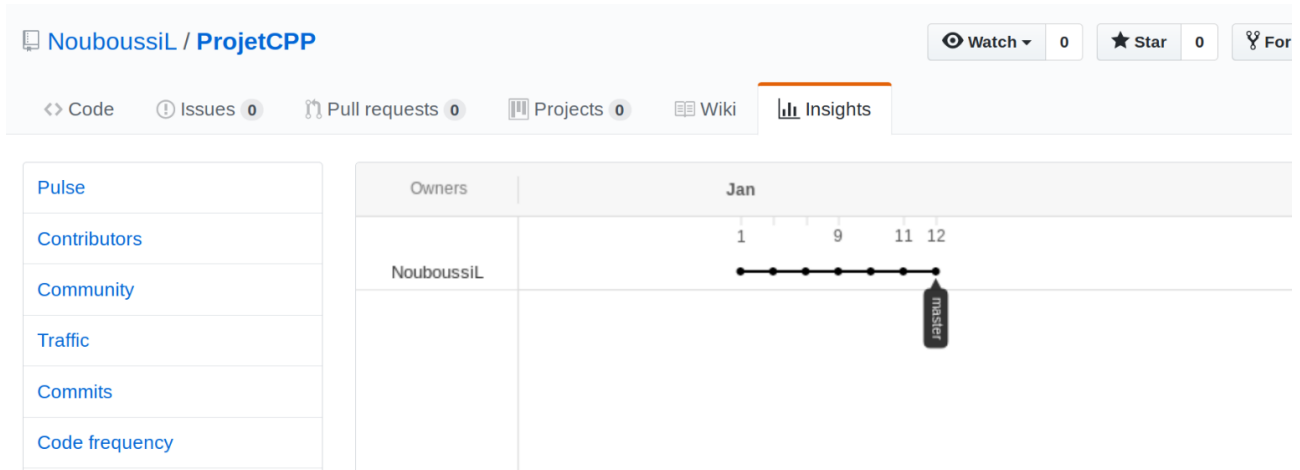 NouboussiL / ProjetCPP
Watch 0 Star 0 For
Code Issues 0 Pull requests 0 Projects 0 Wiki Insights
Pulse
Contributors
Community
Traffic
Commits
Code frequency
Owners Jan
1 9 11 12
NouboussiL
master